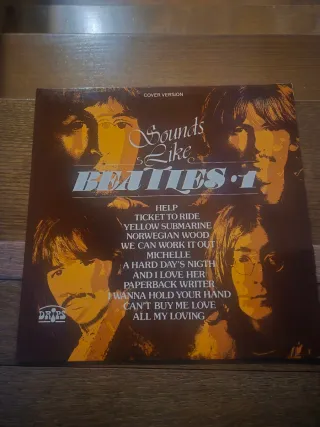 COVER VERSION
Sounds
Like
BEATLES·1
HELP
TICKET TO RIDE
YELLOW SUBMARINE
NORWEGIAN WOOD
WE CAN WORK IT OUT
MICHELLE
A HARD DAY'S NIGTH
AND I LOVE HER
PAPERBACK WRITER
I WANNA HOLD YOUR HAND
CAN'T BUY ME LOVE
ALL MY LOVING